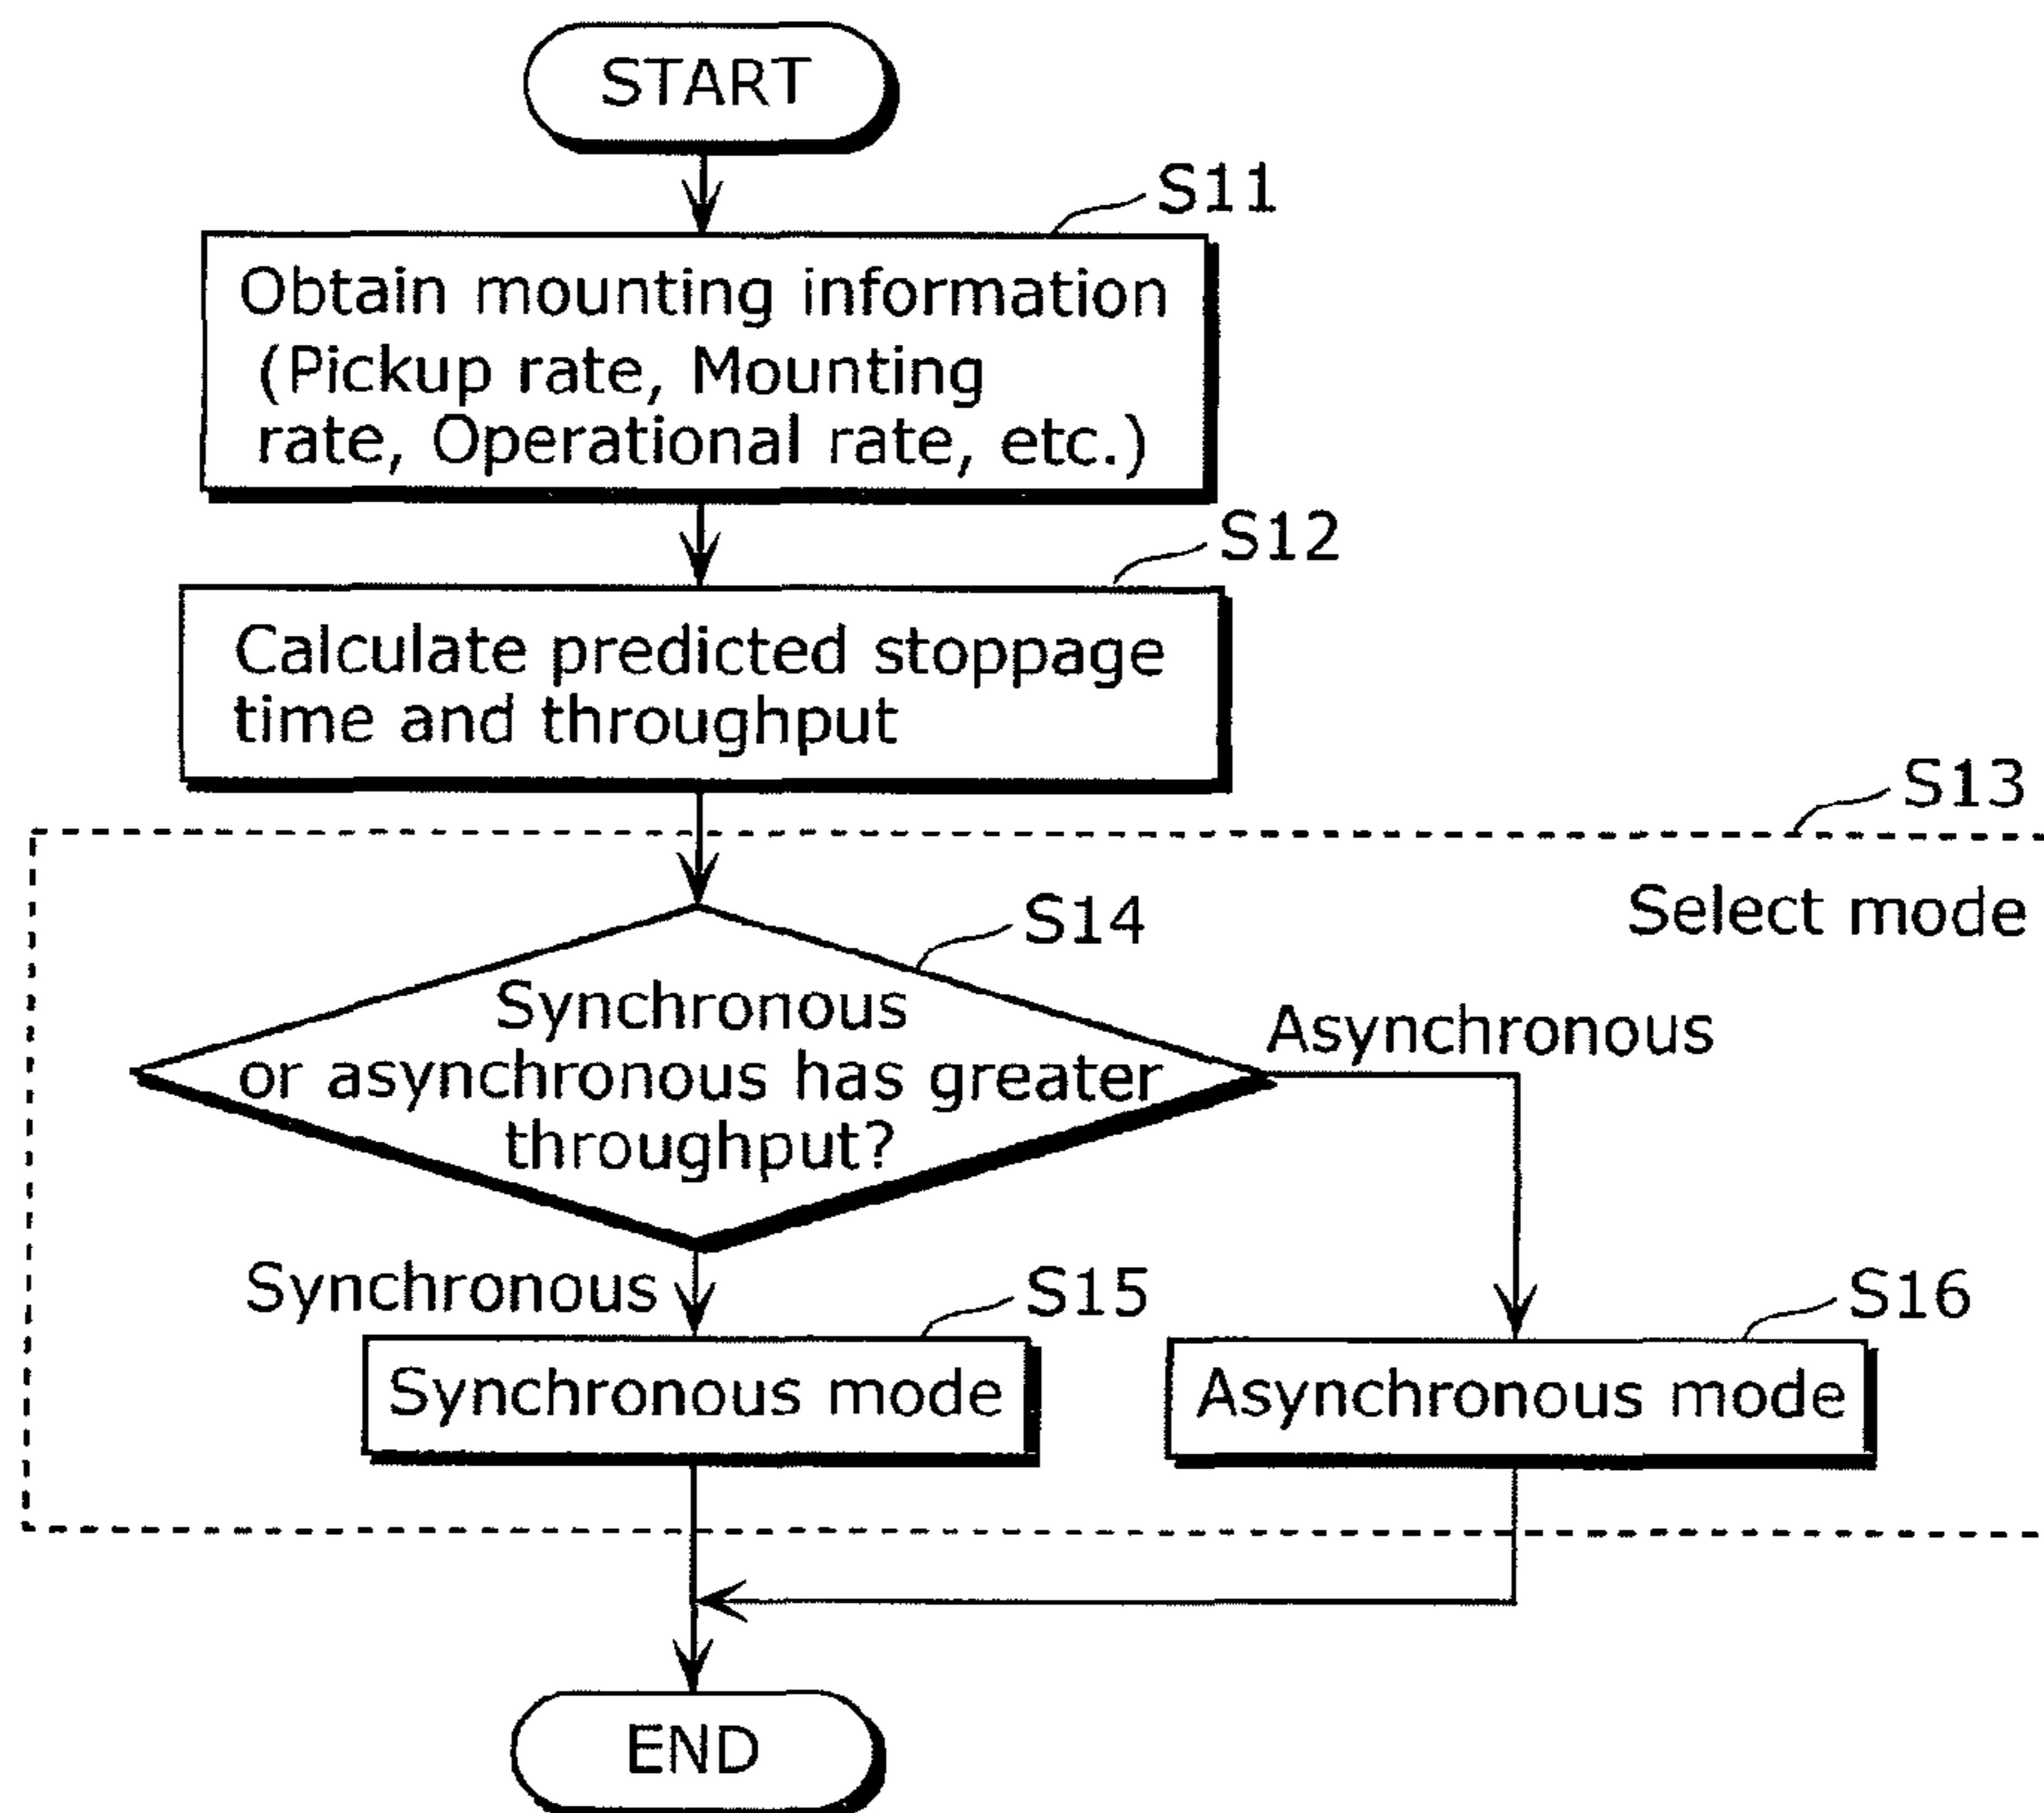 START
S11
Obtain mounting information
(Pickup rate, Mounting
rate, Operational rate, etc.)
S12
Calculate predicted stoppage
time and throughput
S13
Select mode
S14
Synchronous
or asynchronous has greater
throughput?
Asynchronous
Synchronous
S15
S16
Synchronous mode
Asynchronous mode
END